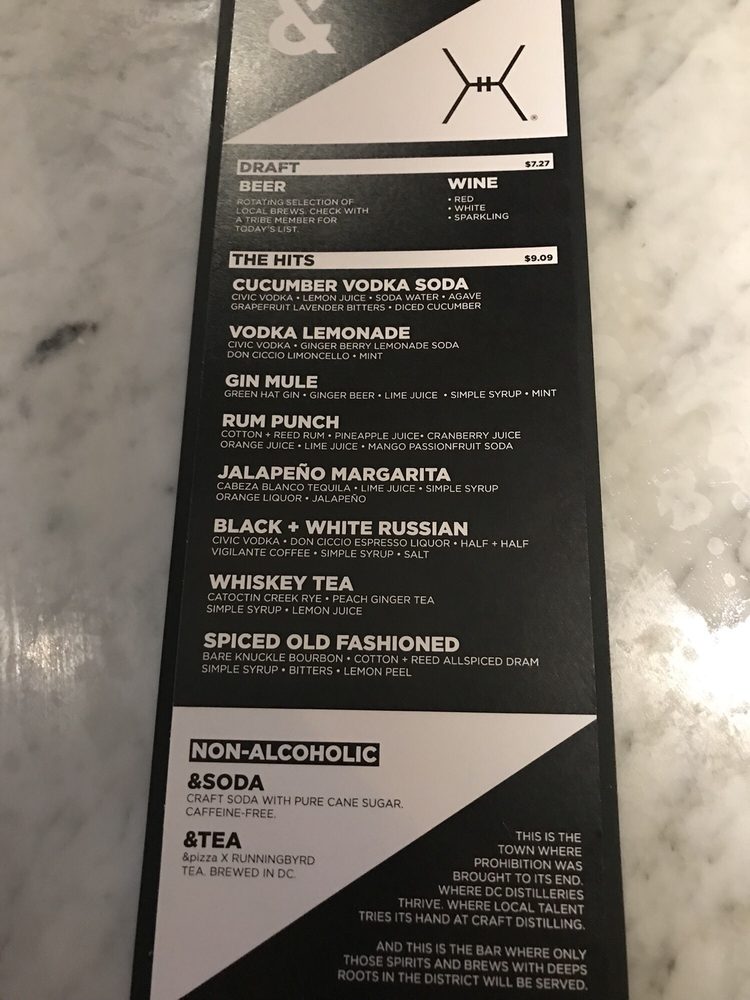 &
DRAFT $7.27
BEER
ROTATING SELECTION OF
LOCAL BREWS. CHECK WITH
A TRIBE MEMBER FOR
TODAY'S LIST.
WINE
• RED
• WHITE
• SPARKLING
THE HITS $9.09
CUCUMBER VODKA SODA
CIVIC VODKA • LEMON JUICE • SODA WATER • AGAVE
GRAPEFRUIT LAVENDER BITTERS • DICED CUCUMBER
VODKA LEMONADE
CIVIC VODKA • GINGER BERRY LEMONADE SODA
DON CICCIO LIMONCELLO • MINT
GIN MULE
GREEN HAT GIN • GINGER BEER • LIME JUICE • SIMPLE SYRUP • MINT
RUM PUNCH
COTTON + REED RUM • PINEAPPLE JUICE• CRANBERRY JUICE
ORANGE JUICE • LIME JUICE • MANGO PASSIONFRUIT SODA
JALAPEÑO MARGARITA
CABEZA BLANCO TEQUILA • LIME JUICE • SIMPLE SYRUP
ORANGE LIQUOR • JALAPEÑO
BLACK + WHITE RUSSIAN
CIVIC VODKA • DON CICCIO ESPRESSO LIQUOR • HALF + HALF
VIGILANTE COFFEE • SIMPLE SYRUP • SALT
WHISKEY TEA
CATOCTIN CREEK RYE • PEACH GINGER TEA
SIMPLE SYRUP • LEMON JUICE
SPICED OLD FASHIONED
BARE KNUCKLE BOURBON • COTTON + REED ALLSPICED DRAM
SIMPLE SYRUP • BITTERS • LEMON PEEL
NON-ALCOHOLIC
&SODA
CRAFT SODA WITH PURE CANE SUGAR.
CAFFEINE-FREE.
&TEA
&pizza X RUNNINGBYRD
TEA. BREWED IN DC.
THIS IS THE
TOWN WHERE
PROHIBITION WAS
BROUGHT TO ITS END.
WHERE DC DISTILLERIES
THRIVE. WHERE LOCAL TALENT
TRIES ITS HAND AT CRAFT DISTILLING.
AND THIS IS THE BAR WHERE ONLY
THOSE SPIRITS AND BREWS WITH DEEPS
ROOTS IN THE DISTRICT WILL BE SERVED.